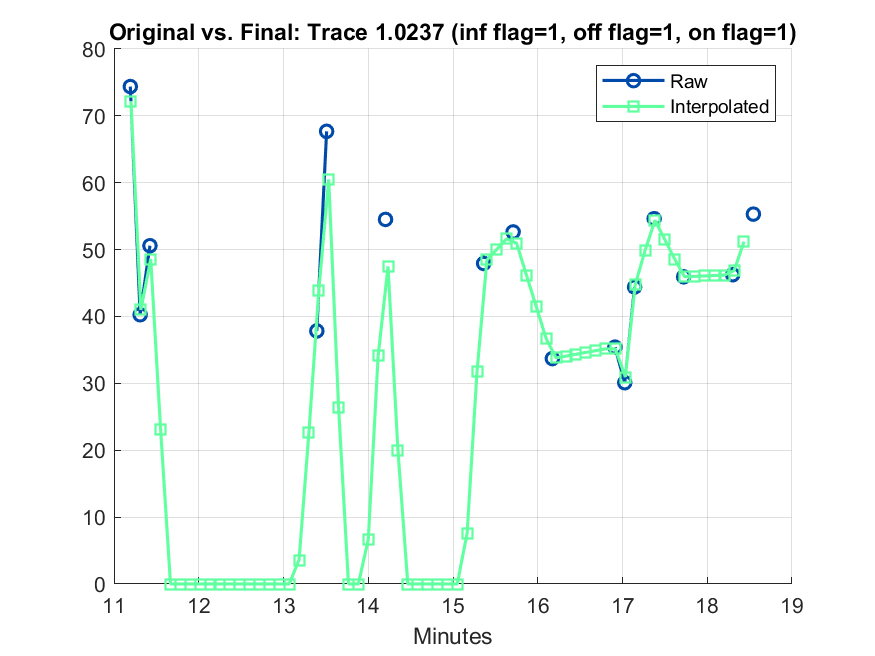 Original vs. Final: Trace 1.0237 (inf flag=1, off flag=1, on flag=1)
80
70
60
50
40
30
20
10
0
Raw
Interpolated
11 12 13 14 15 16 17 18 19
Minutes